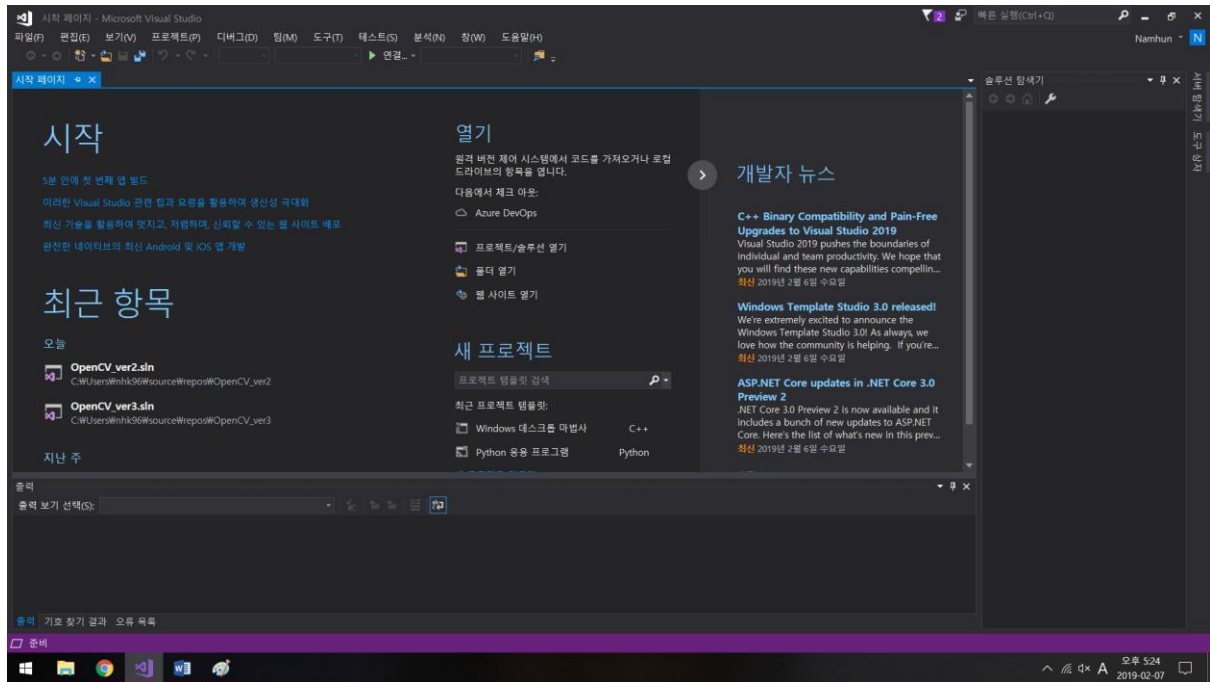 시작 페이지 - Microsoft Visual Studio
2
빠른 실행(Ctrl+Q)
파일(F) 편집(E) 보기(V) 프로젝트(P) 디버그(D) 팀(M) 도구(T) 테스트(S) 분석(N) 창(W) 도움말(H)
Namhun N
연결...
시작 페이지
시작
5분 안에 첫 번째 앱 빌드
이러한 Visual Studio 관련 팁과 요령을 활용하여 생산성 극대화
최신 기술을 활용하여 멋지고, 저렴하며, 신뢰할 수 있는 웹 사이트 배포
완전한 네이티브의 최신 Android 및 iOS 앱 개발
최근 항목
오늘
OpenCV_ver2.sln
C:₩Users₩nhk96₩source₩repos₩OpenCV_ver2
OpenCV_ver3.sln
C:₩Users₩nhk96₩source₩repos₩OpenCV_ver3
지난 주
열기
원격 버전 제어 시스템에서 코드를 가져오거나 로컬
드라이브의 항목을 엽니다.
다음에서 체크 아웃:
Azure DevOps
프로젝트/솔루션 열기
폴더 열기
웹 사이트 열기
새 프로젝트
프로젝트 템플릿 검색
최근 프로젝트 템플릿:
Windows 데스크톱 마법사 C++
Python 응용 프로그램 Python
개발자 뉴스
C++ Binary Compatibility and Pain-Free
Upgrades to Visual Studio 2019
Visual Studio 2019 pushes the boundaries of
individual and team productivity. We hope that
you will find these new capabilities compellin...
최신 2019년 2월 6일 수요일
Windows Template Studio 3.0 released!
We're extremely excited to announce the
Windows Template Studio 3.0! As always, we
love how the community is helping. If you're...
최신 2019년 2월 6일 수요일
ASP.NET Core updates in .NET Core 3.0
Preview 2
.NET Core 3.0 Preview 2 is now available and it
includes a bunch of new updates to ASP.NET
Core. Here's the list of what's new in this prev...
최신 2019년 2월 6일 수요일
솔루션 탐색기
서버 탐색기
도구 상자
출력
출력 보기 선택(S):
출력 기호 찾기 결과 오류 목록
준비
A
오후 5:24
2019-02-07